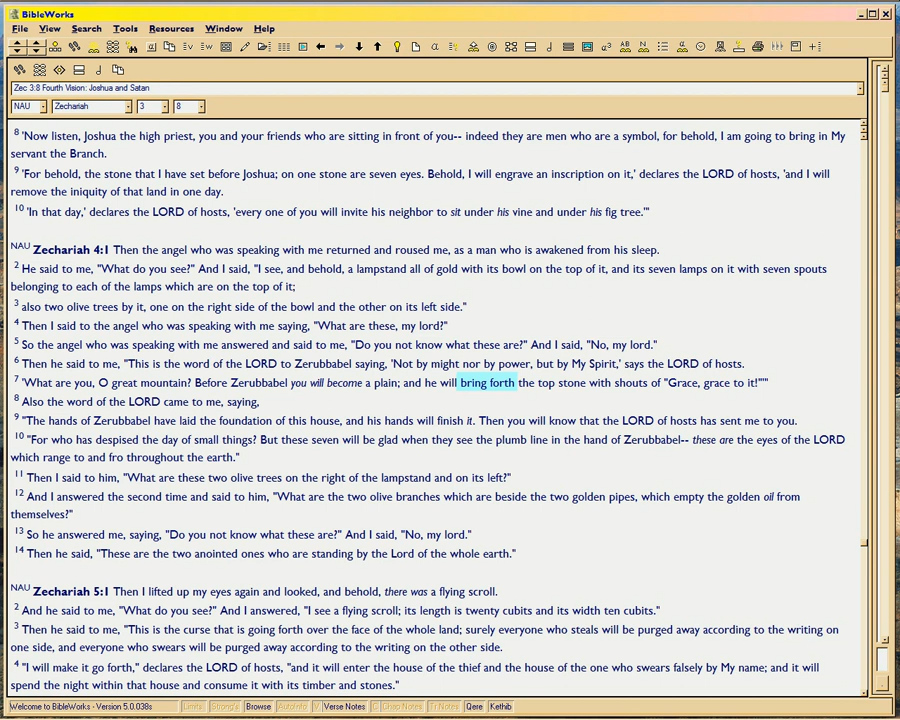 BibleWorks
File View Search Tools Resources Window Help
Zec 3:8 Fourth Vision: Joshua and Satan
NAU Zechariah 3 8
8 'Now listen, Joshua the high priest, you and your friends who are sitting in front of you-- indeed they are men who are a symbol, for behold, I am going to bring in My
servant the Branch.
9 'For behold, the stone that I have set before Joshua; on one stone are seven eyes. Behold, I will engrave an inscription on it,' declares the LORD of hosts, 'and I will
remove the iniquity of that land in one day.
10 'In that day,' declares the LORD of hosts, 'every one of you will invite his neighbor to sit under his vine and under his fig tree.'"
NAU Zechariah 4:1 Then the angel who was speaking with me returned and roused me, as a man who is awakened from his sleep.
2 He said to me, "What do you see?" And I said, "I see, and behold, a lampstand all of gold with its bowl on the top of it, and its seven lamps on it with seven spouts
belonging to each of the lamps which are on the top of it;
3 also two olive trees by it, one on the right side of the bowl and the other on its left side."
4 Then I said to the angel who was speaking with me saying, "What are these, my lord?"
5 So the angel who was speaking with me answered and said to me, "Do you not know what these are?" And I said, "No, my lord."
6 Then he said to me, "This is the word of the LORD to Zerubbabel saying, 'Not by might nor by power, but by My Spirit,' says the LORD of hosts.
7 'What are you, O great mountain? Before Zerubbabel you will become a plain; and he will bring forth the top stone with shouts of "Grace, grace to it!"'"
8 Also the word of the LORD came to me, saying,
9 "The hands of Zerubbabel have laid the foundation of this house, and his hands will finish it. Then you will know that the LORD of hosts has sent me to you.
10 "For who has despised the day of small things? But these seven will be glad when they see the plumb line in the hand of Zerubbabel-- these are the eyes of the LORD
which range to and fro throughout the earth."
11 Then I said to him, "What are these two olive trees on the right of the lampstand and on its left?"
12 And I answered the second time and said to him, "What are the two olive branches which are beside the two golden pipes, which empty the golden oil from
themselves?"
13 So he answered me, saying, "Do you not know what these are?" And I said, "No, my lord."
14 Then he said, "These are the two anointed ones who are standing by the Lord of the whole earth."
NAU Zechariah 5:1 Then I lifted up my eyes again and looked, and behold, there was a flying scroll.
2 And he said to me, "What do you see?" And I answered, "I see a flying scroll; its length is twenty cubits and its width ten cubits."
3 Then he said to me, "This is the curse that is going forth over the face of the whole land; surely everyone who steals will be purged away according to the writing on
one side, and everyone who swears will be purged away according to the writing on the other side.
4 "I will make it go forth," declares the LORD of hosts, "and it will enter the house of the thief and the house of the one who swears falsely by My name; and it will
spend the night within that house and consume it with its timber and stones."
Welcome to BibleWorks - Version 5.0.038s Limits Strong's Browse AutoInfo V Verse Notes C Chap Notes Tr Notes Qere Kethib